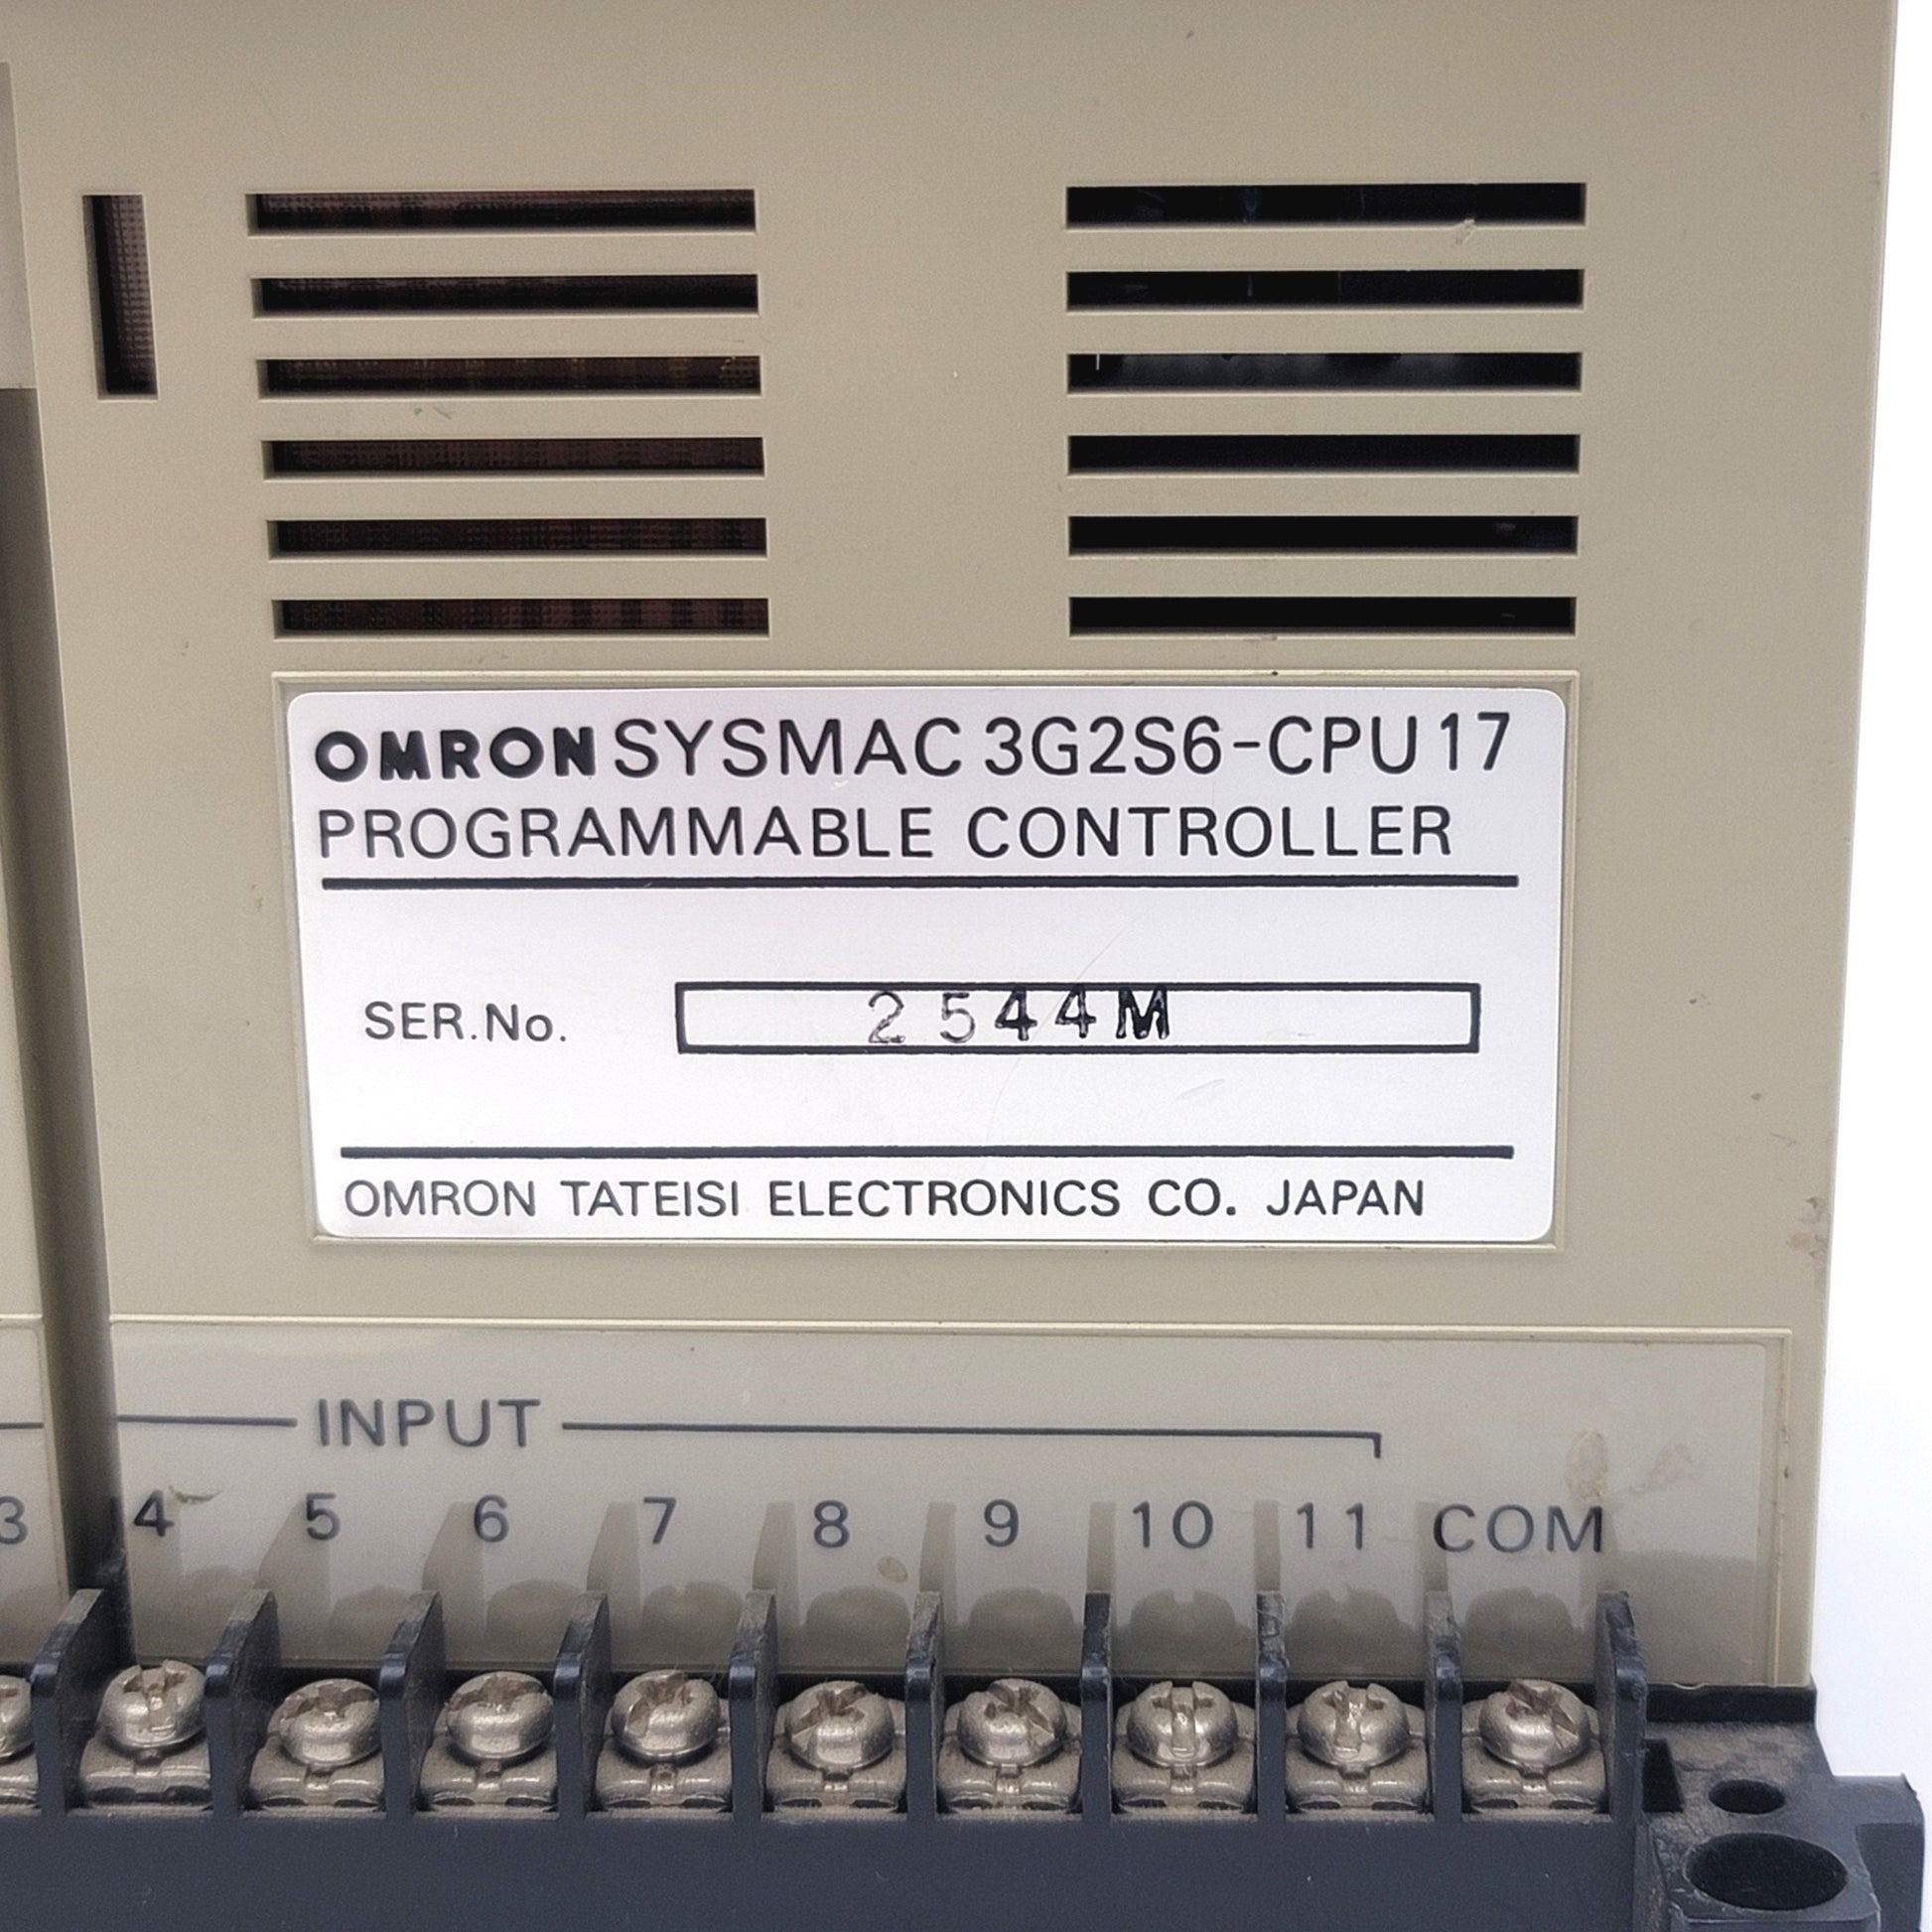 OMRON SYSMAC 3G2S6-CPU17
PROGRAMMABLE CONTROLLER
SER.No. 2544M
OMRON TATEISI ELECTRONICS CO. JAPAN
INPUT
3 4 5 6 7 8 9 10 11 COM